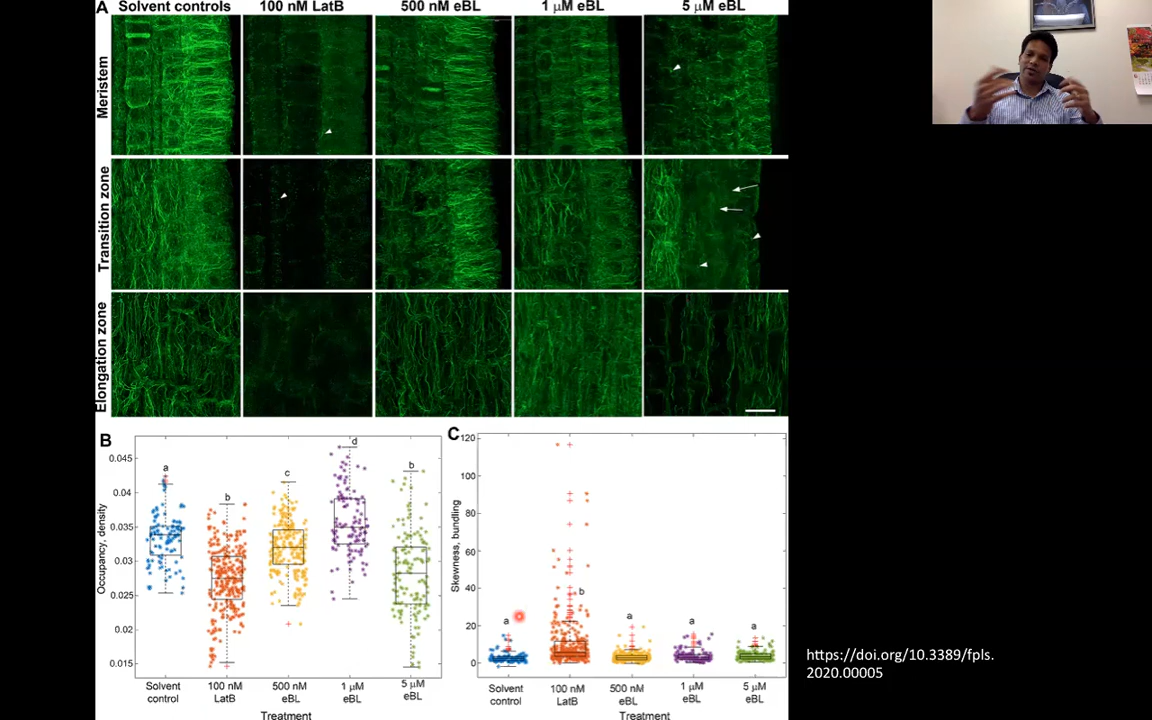 A
Solvent controls
100 nM LatB
500 nM eBL
1 μM eBL
5 μM eBL
Meristem
Transition zone
Elongation zone
B
Occupancy, density
0.045
0.04
0.035
0.03
0.025
0.02
0.015
a
b
c
d
b
Solvent
control
100 nM
LatB
500 nM
eBL
1 μM
eBL
5 μM
eBL
Treatment
C
Skewness, bundling
120
100
80
60
40
20
0
a
b
a
a
a
Solvent
control
100 nM
LatB
500 nM
eBL
1 μM
eBL
5 μM
eBL
Treatment
https://doi.org/10.3389/fpls.
2020.00005